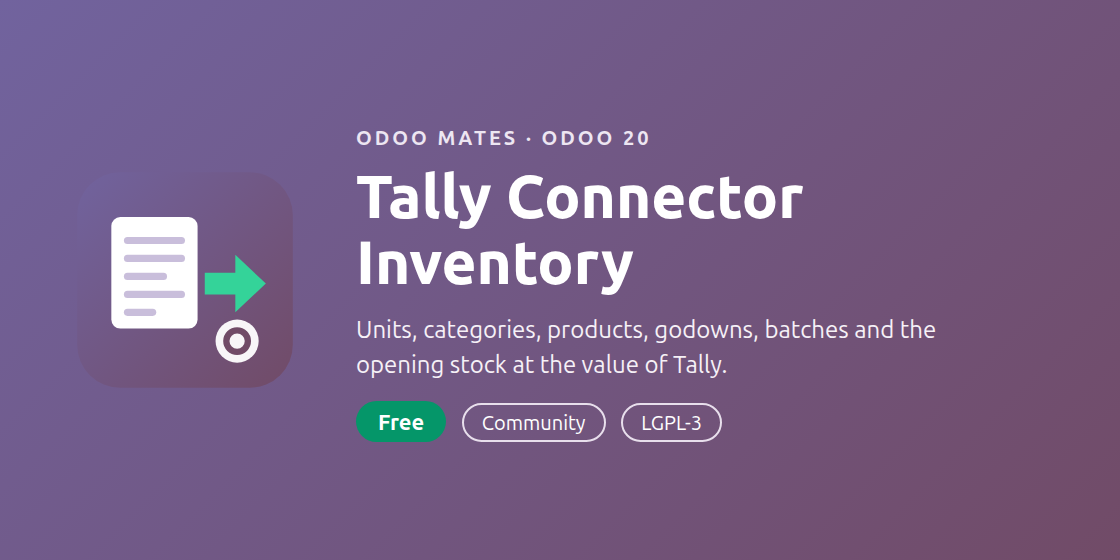 ODOO MATES · ODOO 20
Tally Connector
Inventory
Units, categories, products, godowns, batches and the
opening stock at the value of Tally.
Free
Community
LGPL-3